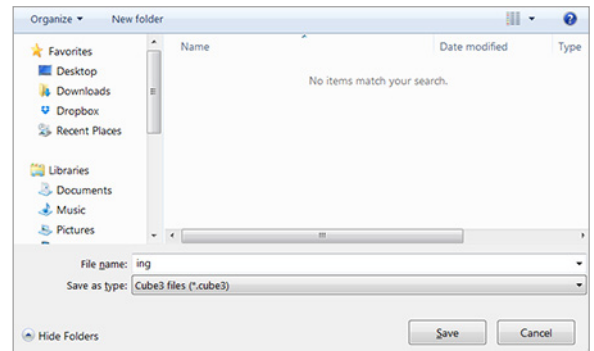 Organize New folder
Name Date modified Type
Favorites
Desktop
Downloads
Dropbox
Recent Places
No items match your search.
Libraries
Documents
Music
Pictures
File name: ing
Save as type: Cube3 files (*.cube3)
Hide Folders Save Cancel